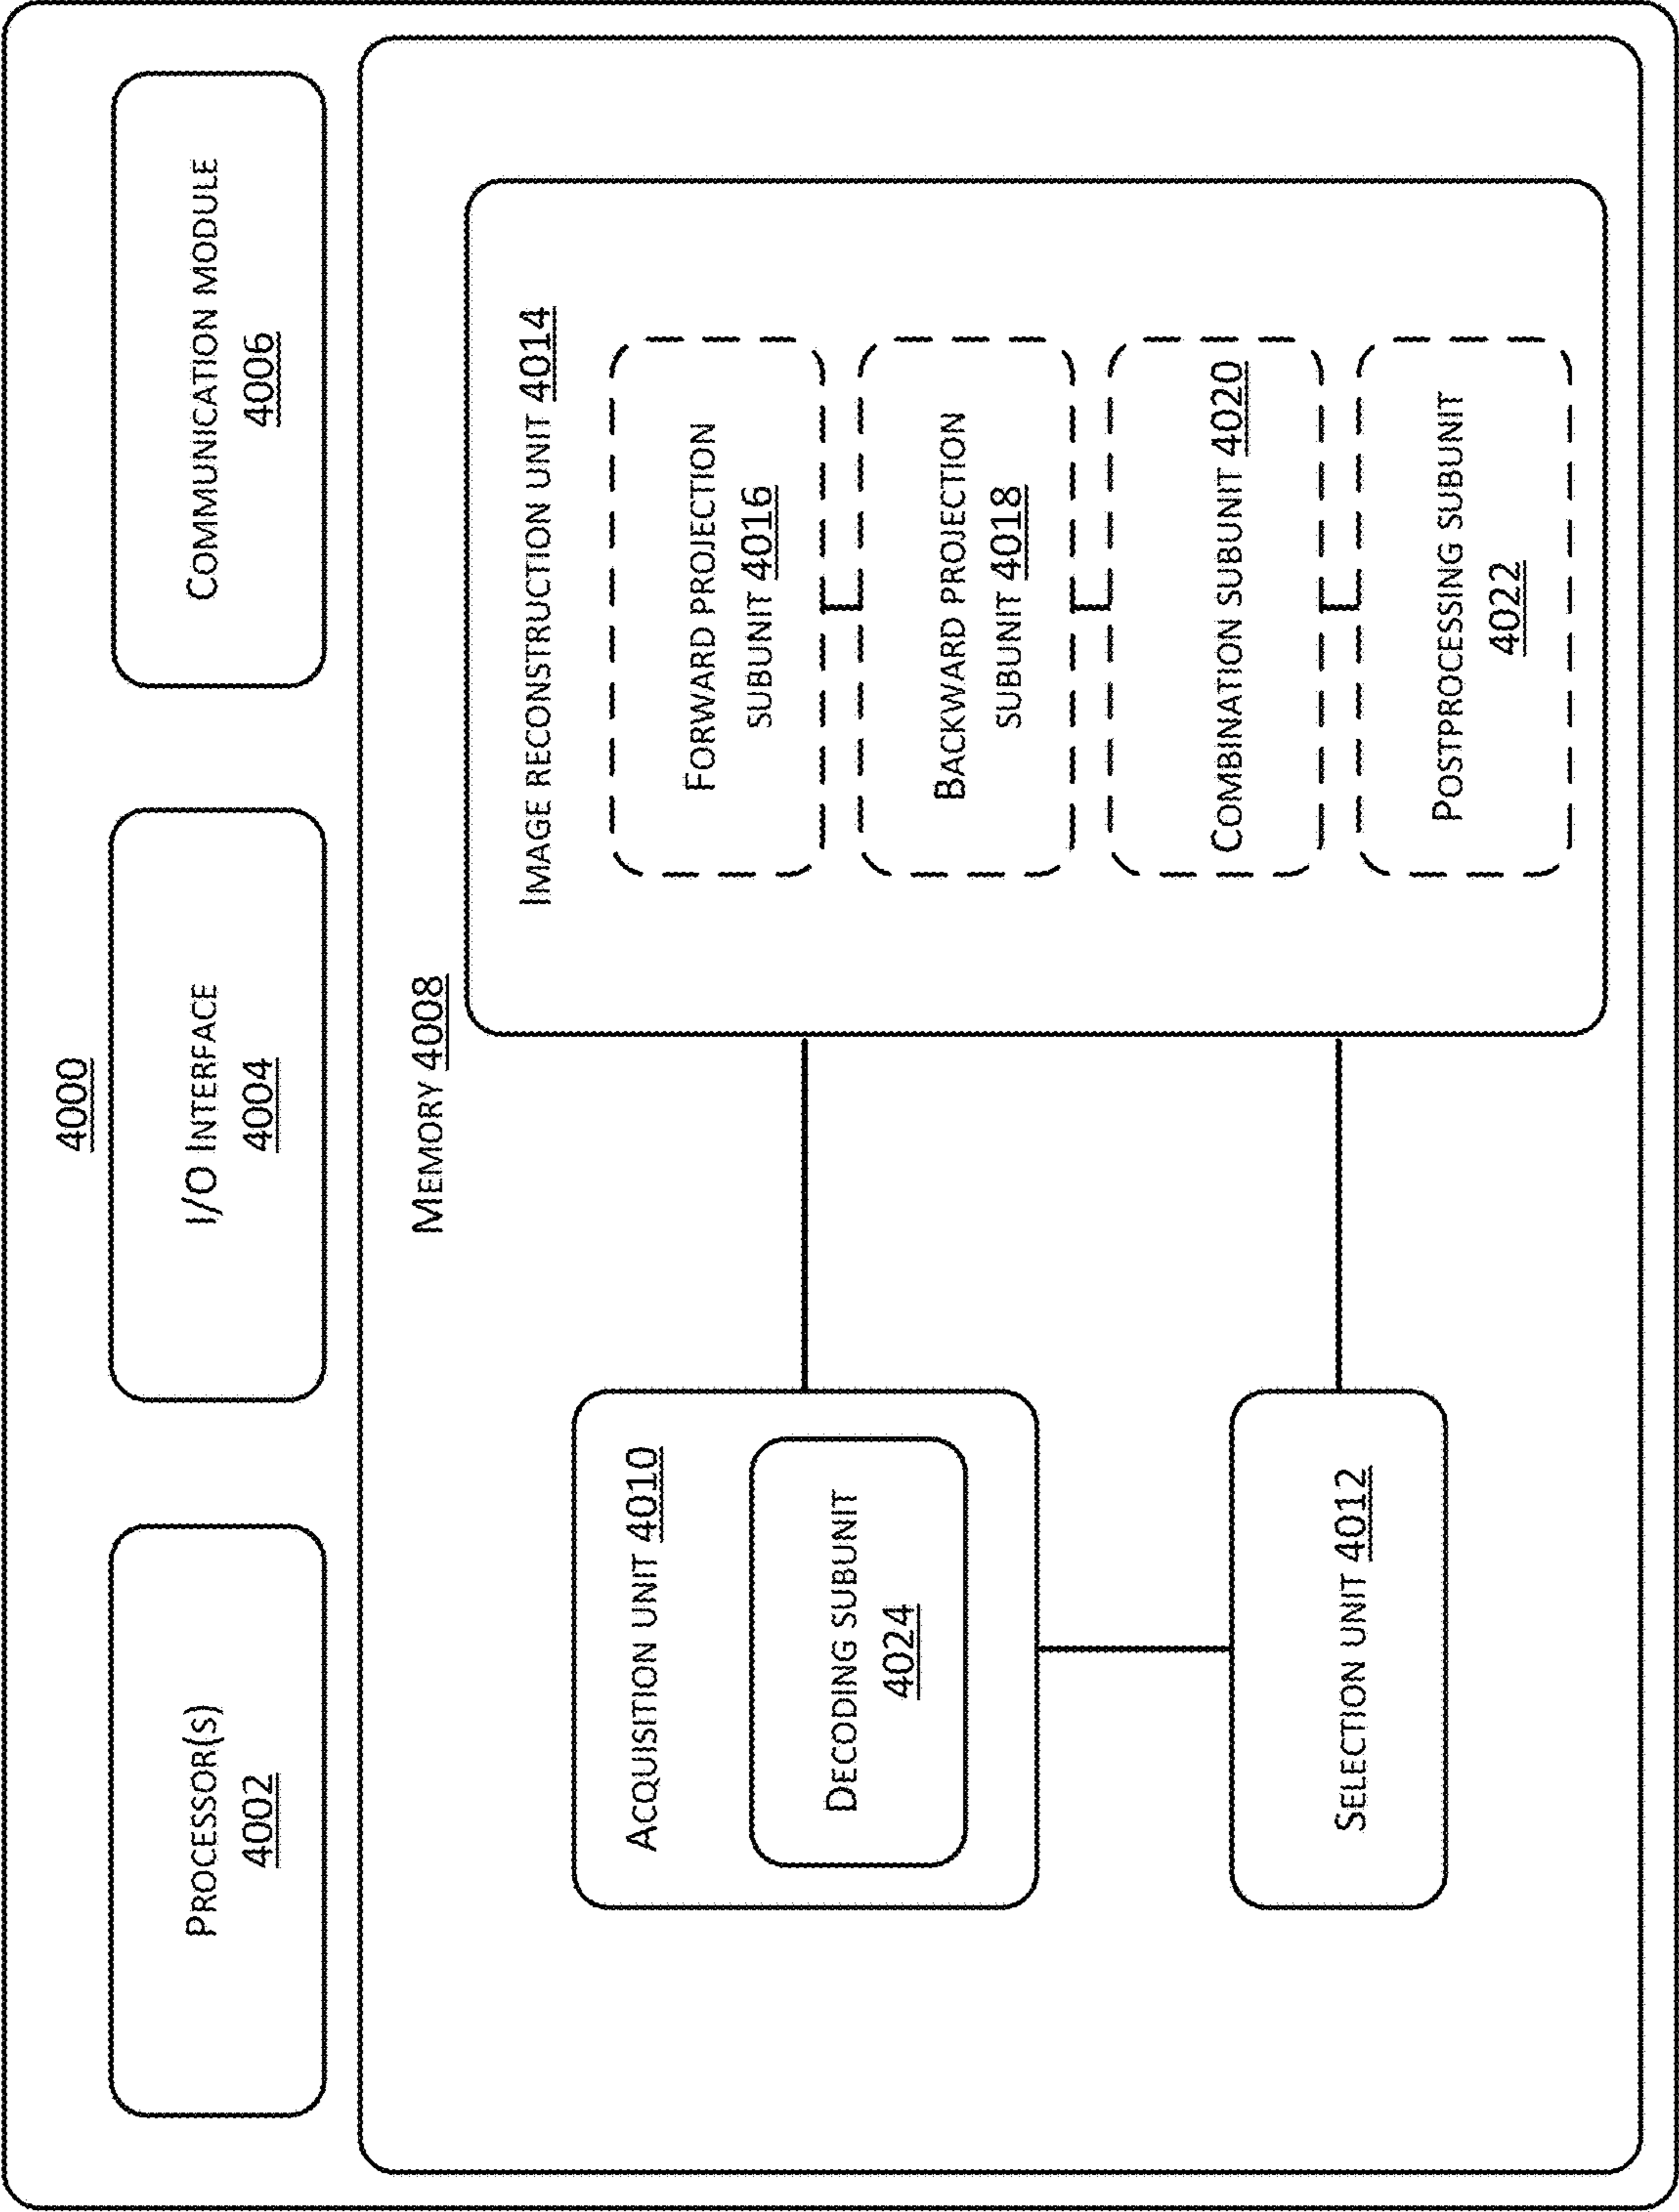 4000
PROCESSOR(S)
4002
I/O INTERFACE
4004
COMMUNICATION MODULE
4006
MEMORY 4008
ACQUISITION UNIT 4010
DECODING SUBUNIT
4024
SELECTION UNIT 4012
IMAGE RECONSTRUCTION UNIT 4014
FORWARD PROJECTION
SUBUNIT 4016
BACKWARD PROJECTION
SUBUNIT 4018
COMBINATION SUBUNIT 4020
POSTPROCESSING SUBUNIT
4022